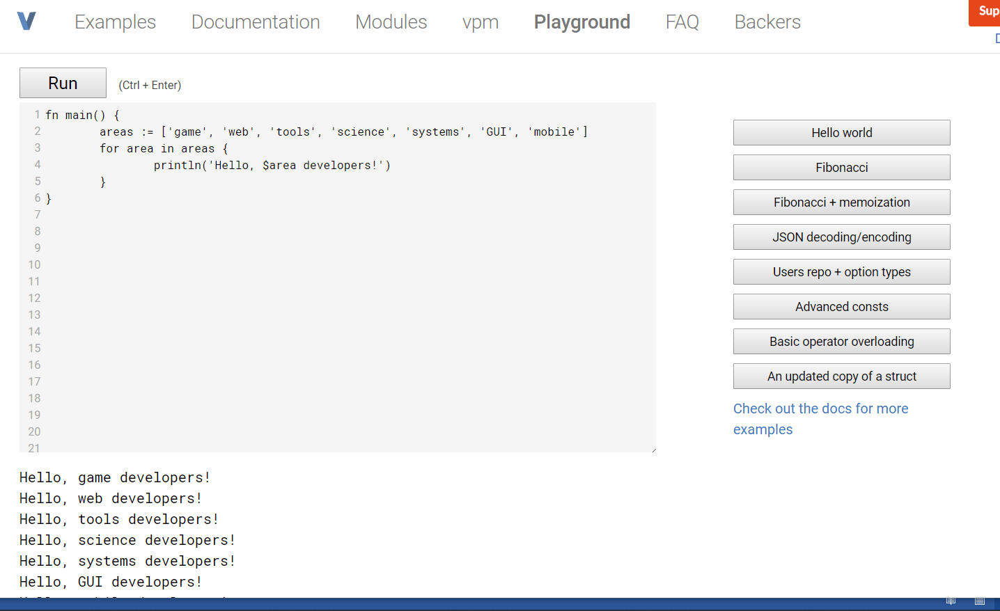 V Examples Documentation Modules vpm Playground FAQ Backers Sup
D
Run (Ctrl + Enter)
1 fn main() {
2 areas := ['game', 'web', 'tools', 'science', 'systems', 'GUI', 'mobile']
3 for area in areas {
4 println('Hello, $area developers!')
5 }
6 }
7
8
9
10
11
12
13
14
15
16
17
18
19
20
21
Hello world
Fibonacci
Fibonacci + memoization
JSON decoding/encoding
Users repo + option types
Advanced consts
Basic operator overloading
An updated copy of a struct
Check out the docs for more
examples
Hello, game developers!
Hello, web developers!
Hello, tools developers!
Hello, science developers!
Hello, systems developers!
Hello, GUI developers!